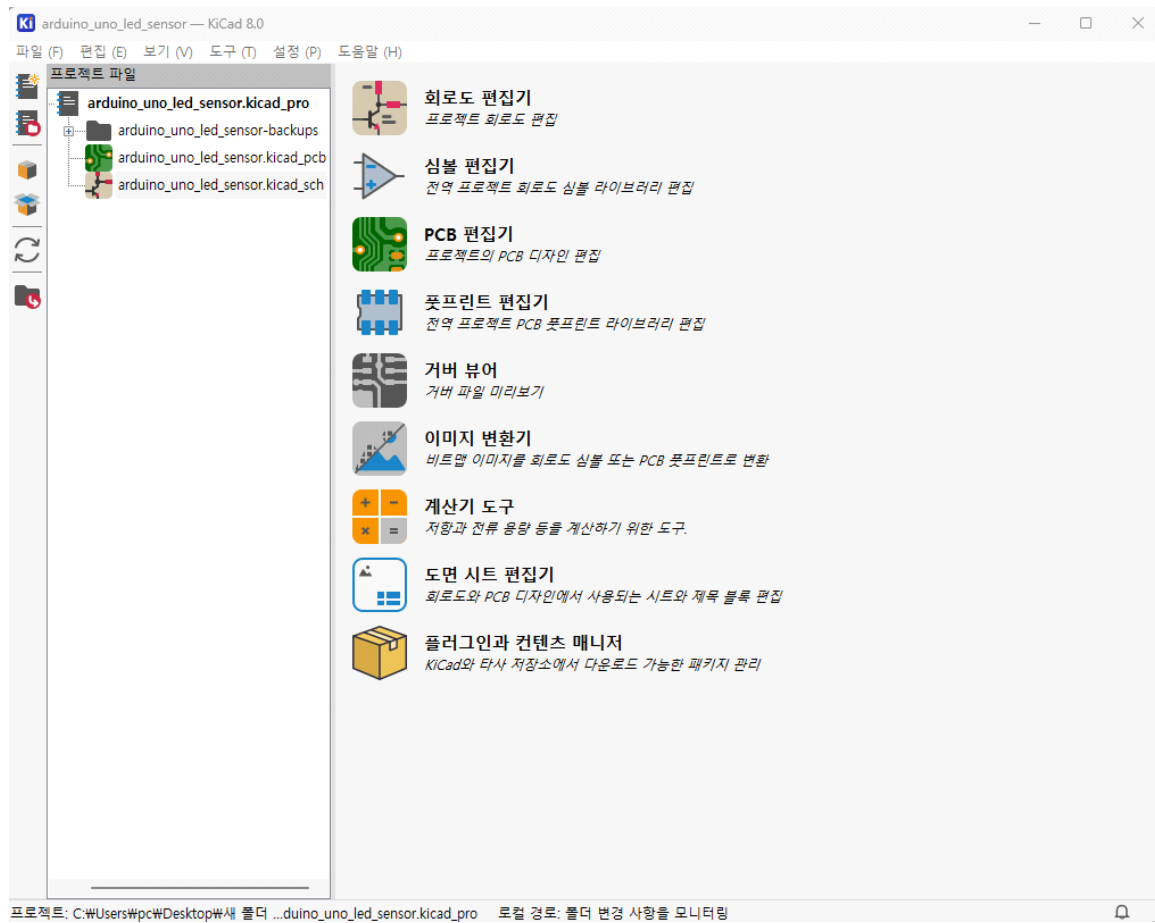 arduino_uno_led_sensor — KiCad 8.0
파일 (F) 편집 (E) 보기 (V) 도구 (T) 설정 (P) 도움말 (H)
프로젝트 파일
arduino_uno_led_sensor.kicad_pro
arduino_uno_led_sensor-backups
arduino_uno_led_sensor.kicad_pcb
arduino_uno_led_sensor.kicad_sch
회로도 편집기
프로젝트 회로도 편집
심볼 편집기
전역 프로젝트 회로도 심볼 라이브러리 편집
PCB 편집기
프로젝트의 PCB 디자인 편집
풋프린트 편집기
전역 프로젝트 PCB 풋프린트 라이브러리 편집
거버 뷰어
거버 파일 미리보기
이미지 변환기
비트맵 이미지를 회로도 심볼 또는 PCB 풋프린트로 변환
계산기 도구
저항과 전류 용량 등을 계산하기 위한 도구.
도면 시트 편집기
회로도와 PCB 디자인에서 사용되는 시트와 제목 블록 편집
플러그인과 컨텐츠 매니저
KiCad와 타사 저장소에서 다운로드 가능한 패키지 관리
프로젝트: C:₩Users₩pc₩Desktop₩새 폴더 ...duino_uno_led_sensor.kicad_pro 로컬 경로: 폴더 변경 사항을 모니터링